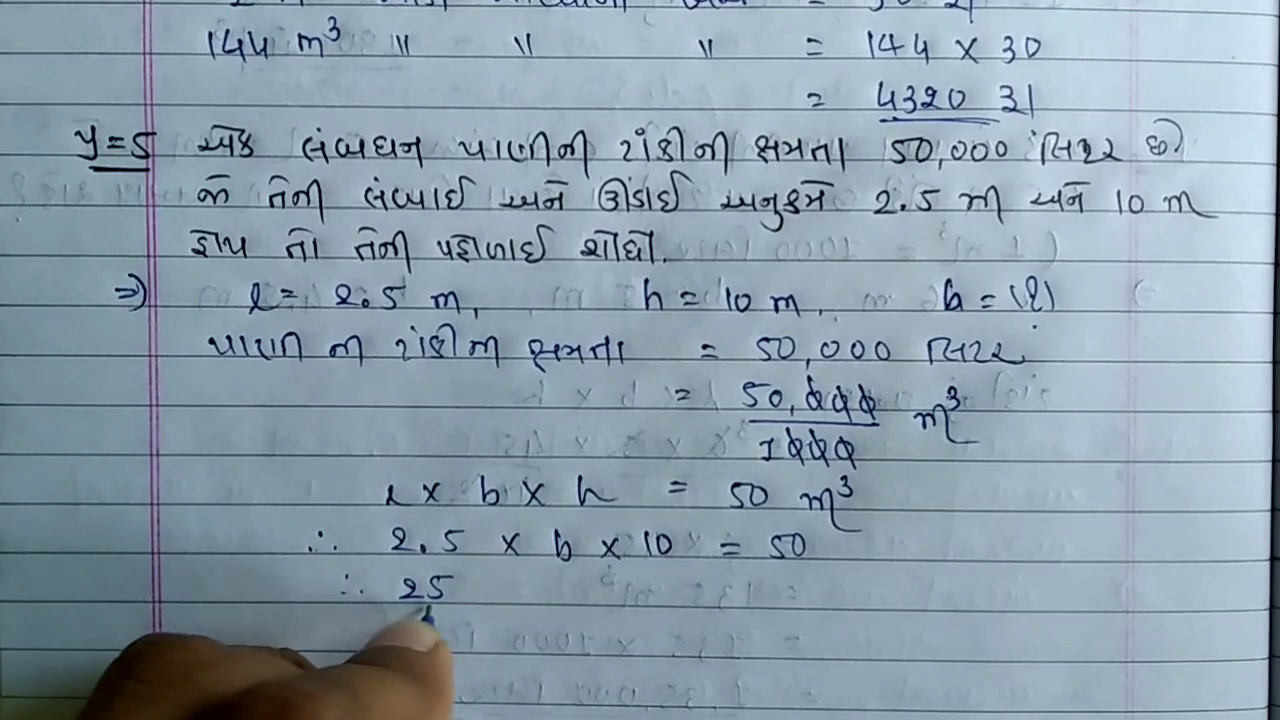 144 m³ " " " = 144 x 30
= 4320 રૂ
પ્ર=5 એક લંબઘન પાણીની ટાંકીની ક્ષમતા 50,000 લિટર છે.
જો તેની લંબાઈ અને ઊંડાઈ અનુક્રમે 2.5 મી અને 10 m
હોય તો તેની પહોળાઈ શોધો.
⇒ l = 2.5 m, h = 10 m, b = (?)
પાણી ની ટાંકીની ક્ષમતા = 50,000 લિટર
= 50,000 / 1000 m³
l x b x h = 50 m³
∴ 2.5 x b x 10 = 50
∴ 25